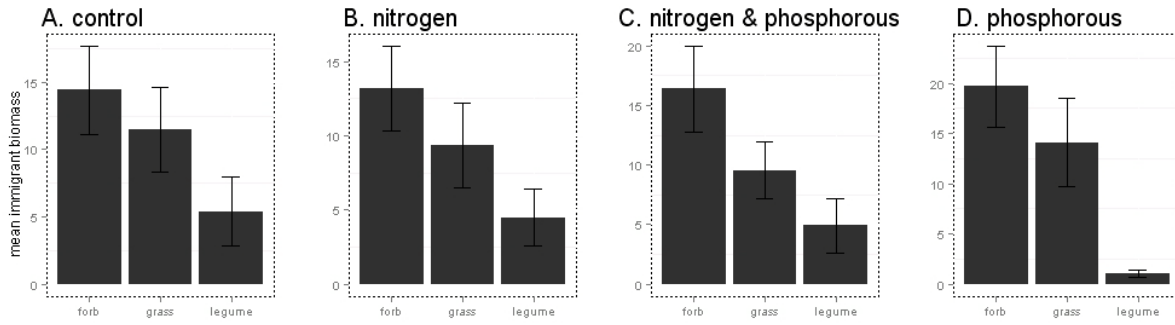 A. control
mean immigrant biomass
15
10
5
0
forb grass legume
B. nitrogen
15
10
5
0
forb grass legume
C. nitrogen & phosphorous
20
15
10
5
0
forb grass legume
D. phosphorous
20
15
10
5
0
forb grass legume